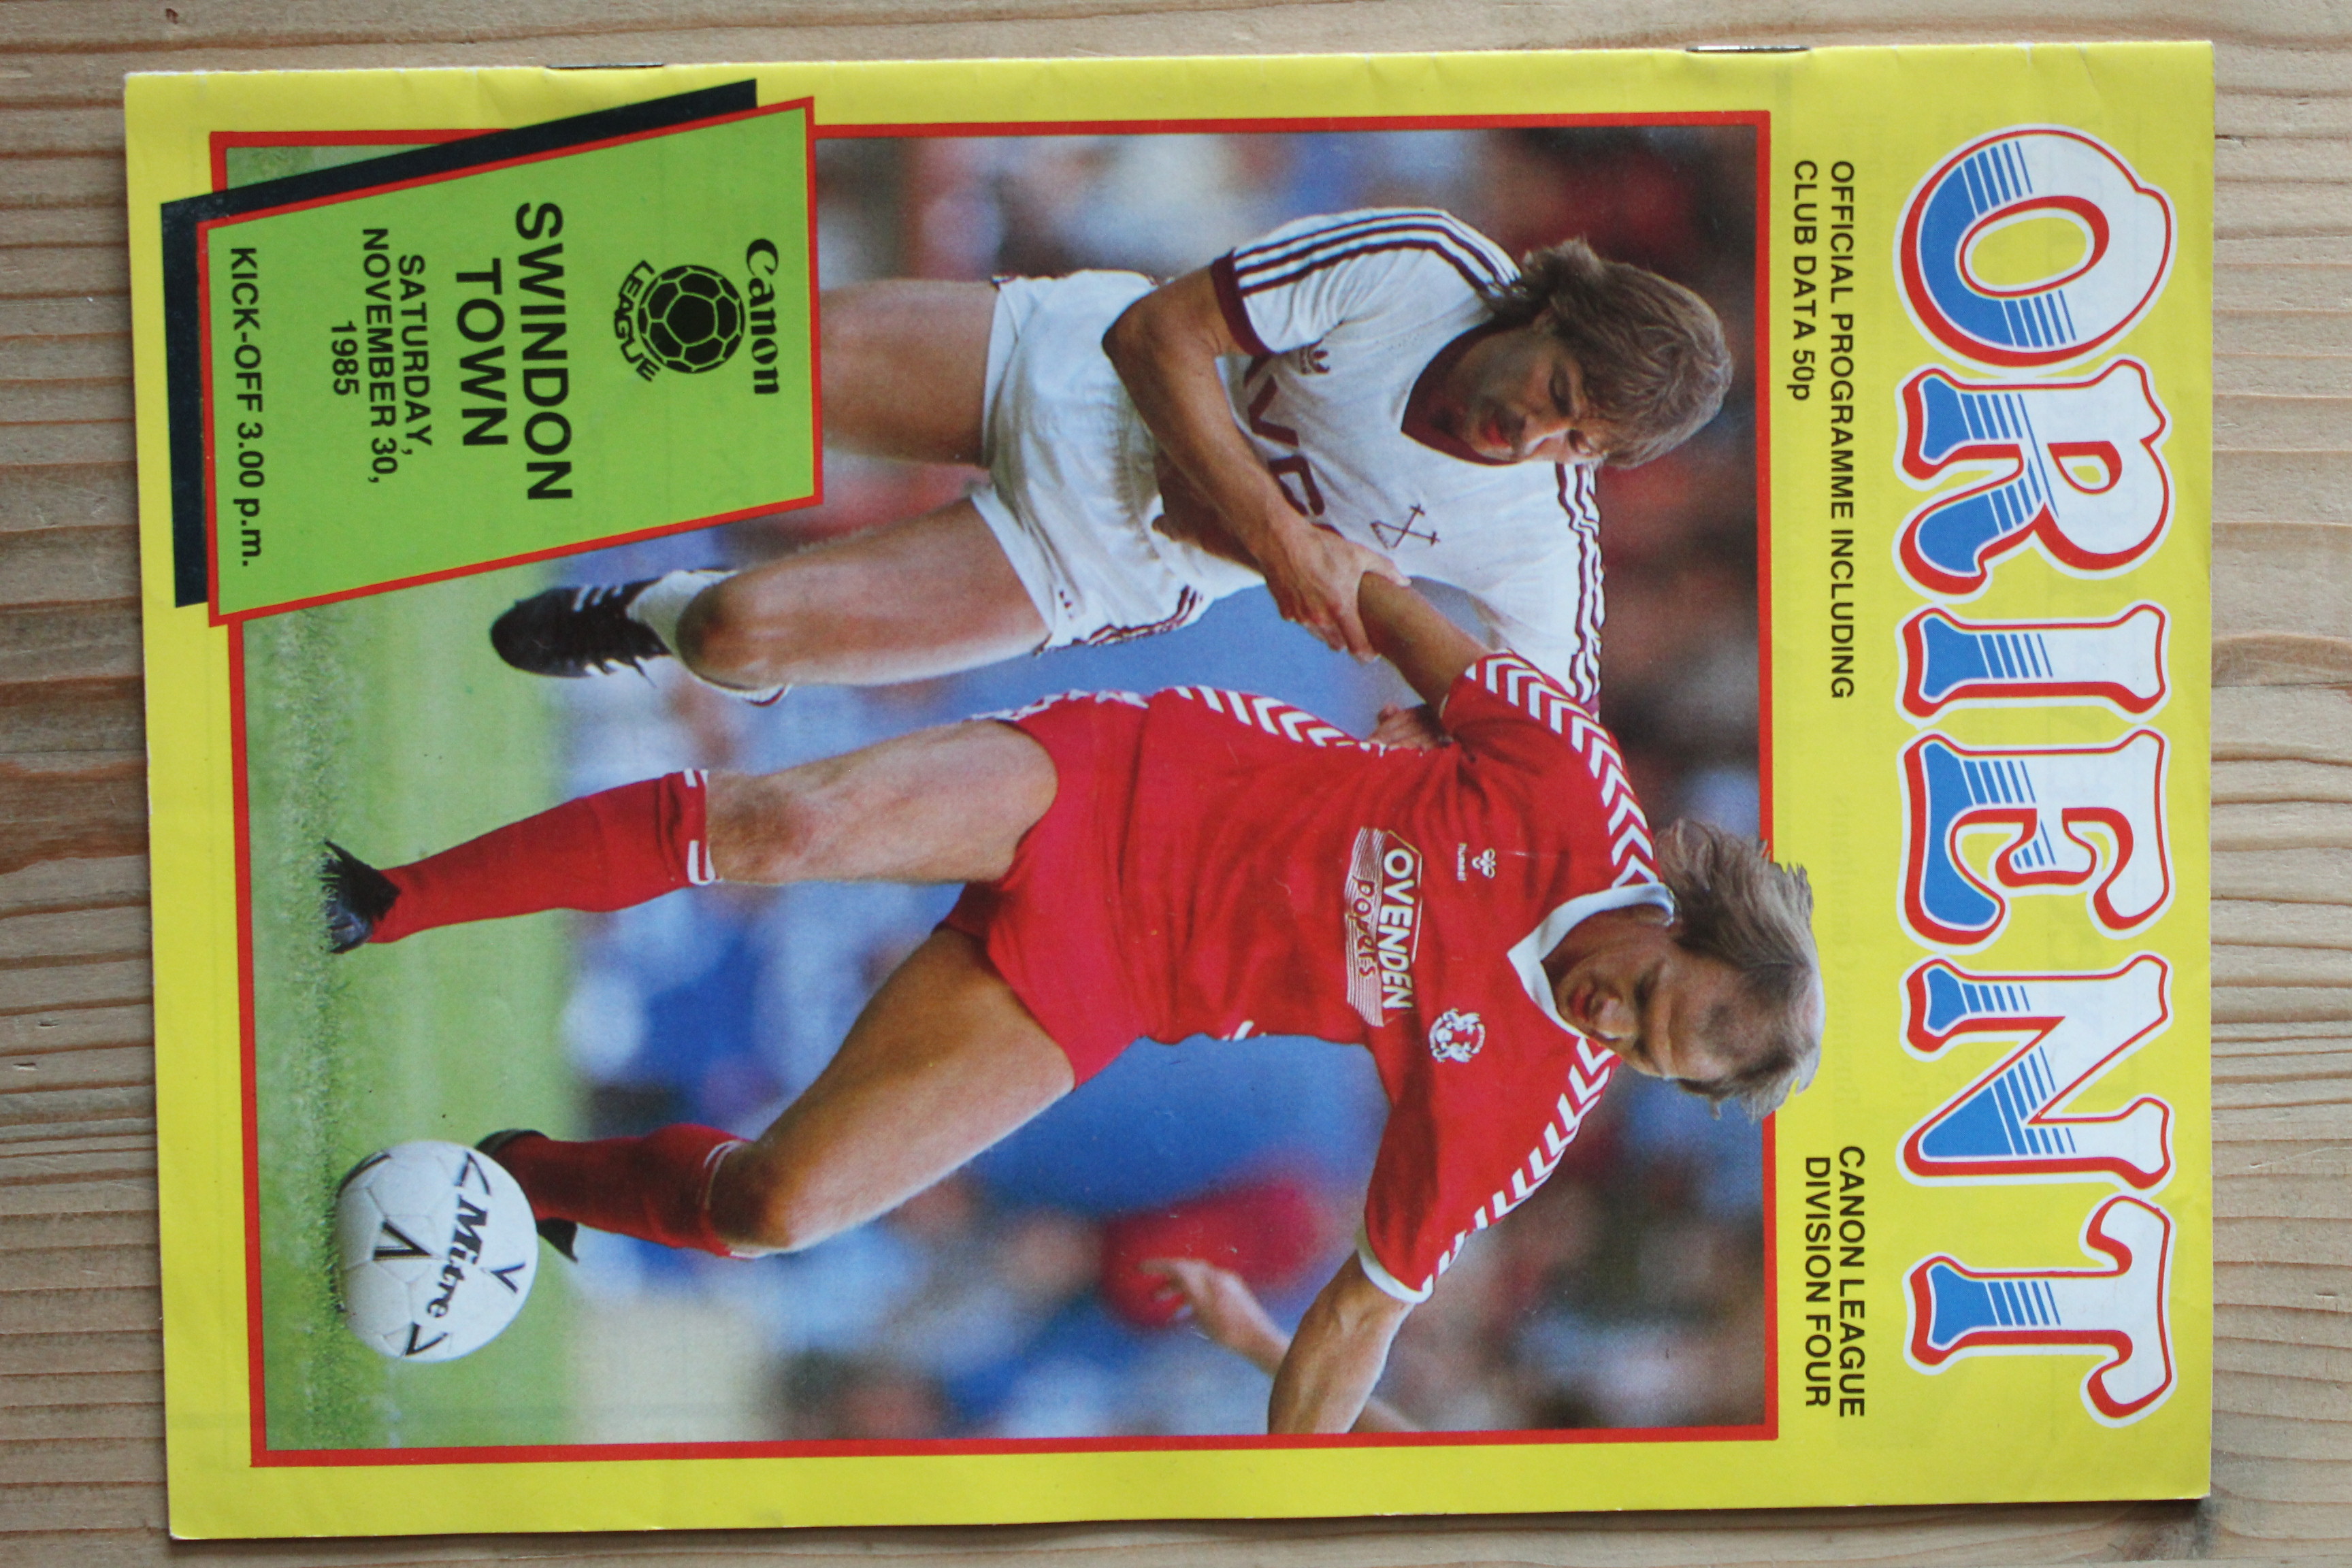 ORIENT
OFFICIAL PROGRAMME INCLUDING
CLUB DATA 50p
CANON LEAGUE
DIVISION FOUR
AVC
hummel
OVENDEN
Mitre
Canon
LEAGUE
SWINDON
TOWN
SATURDAY,
NOVEMBER 30,
1985
KICK-OFF 3.00 p.m.